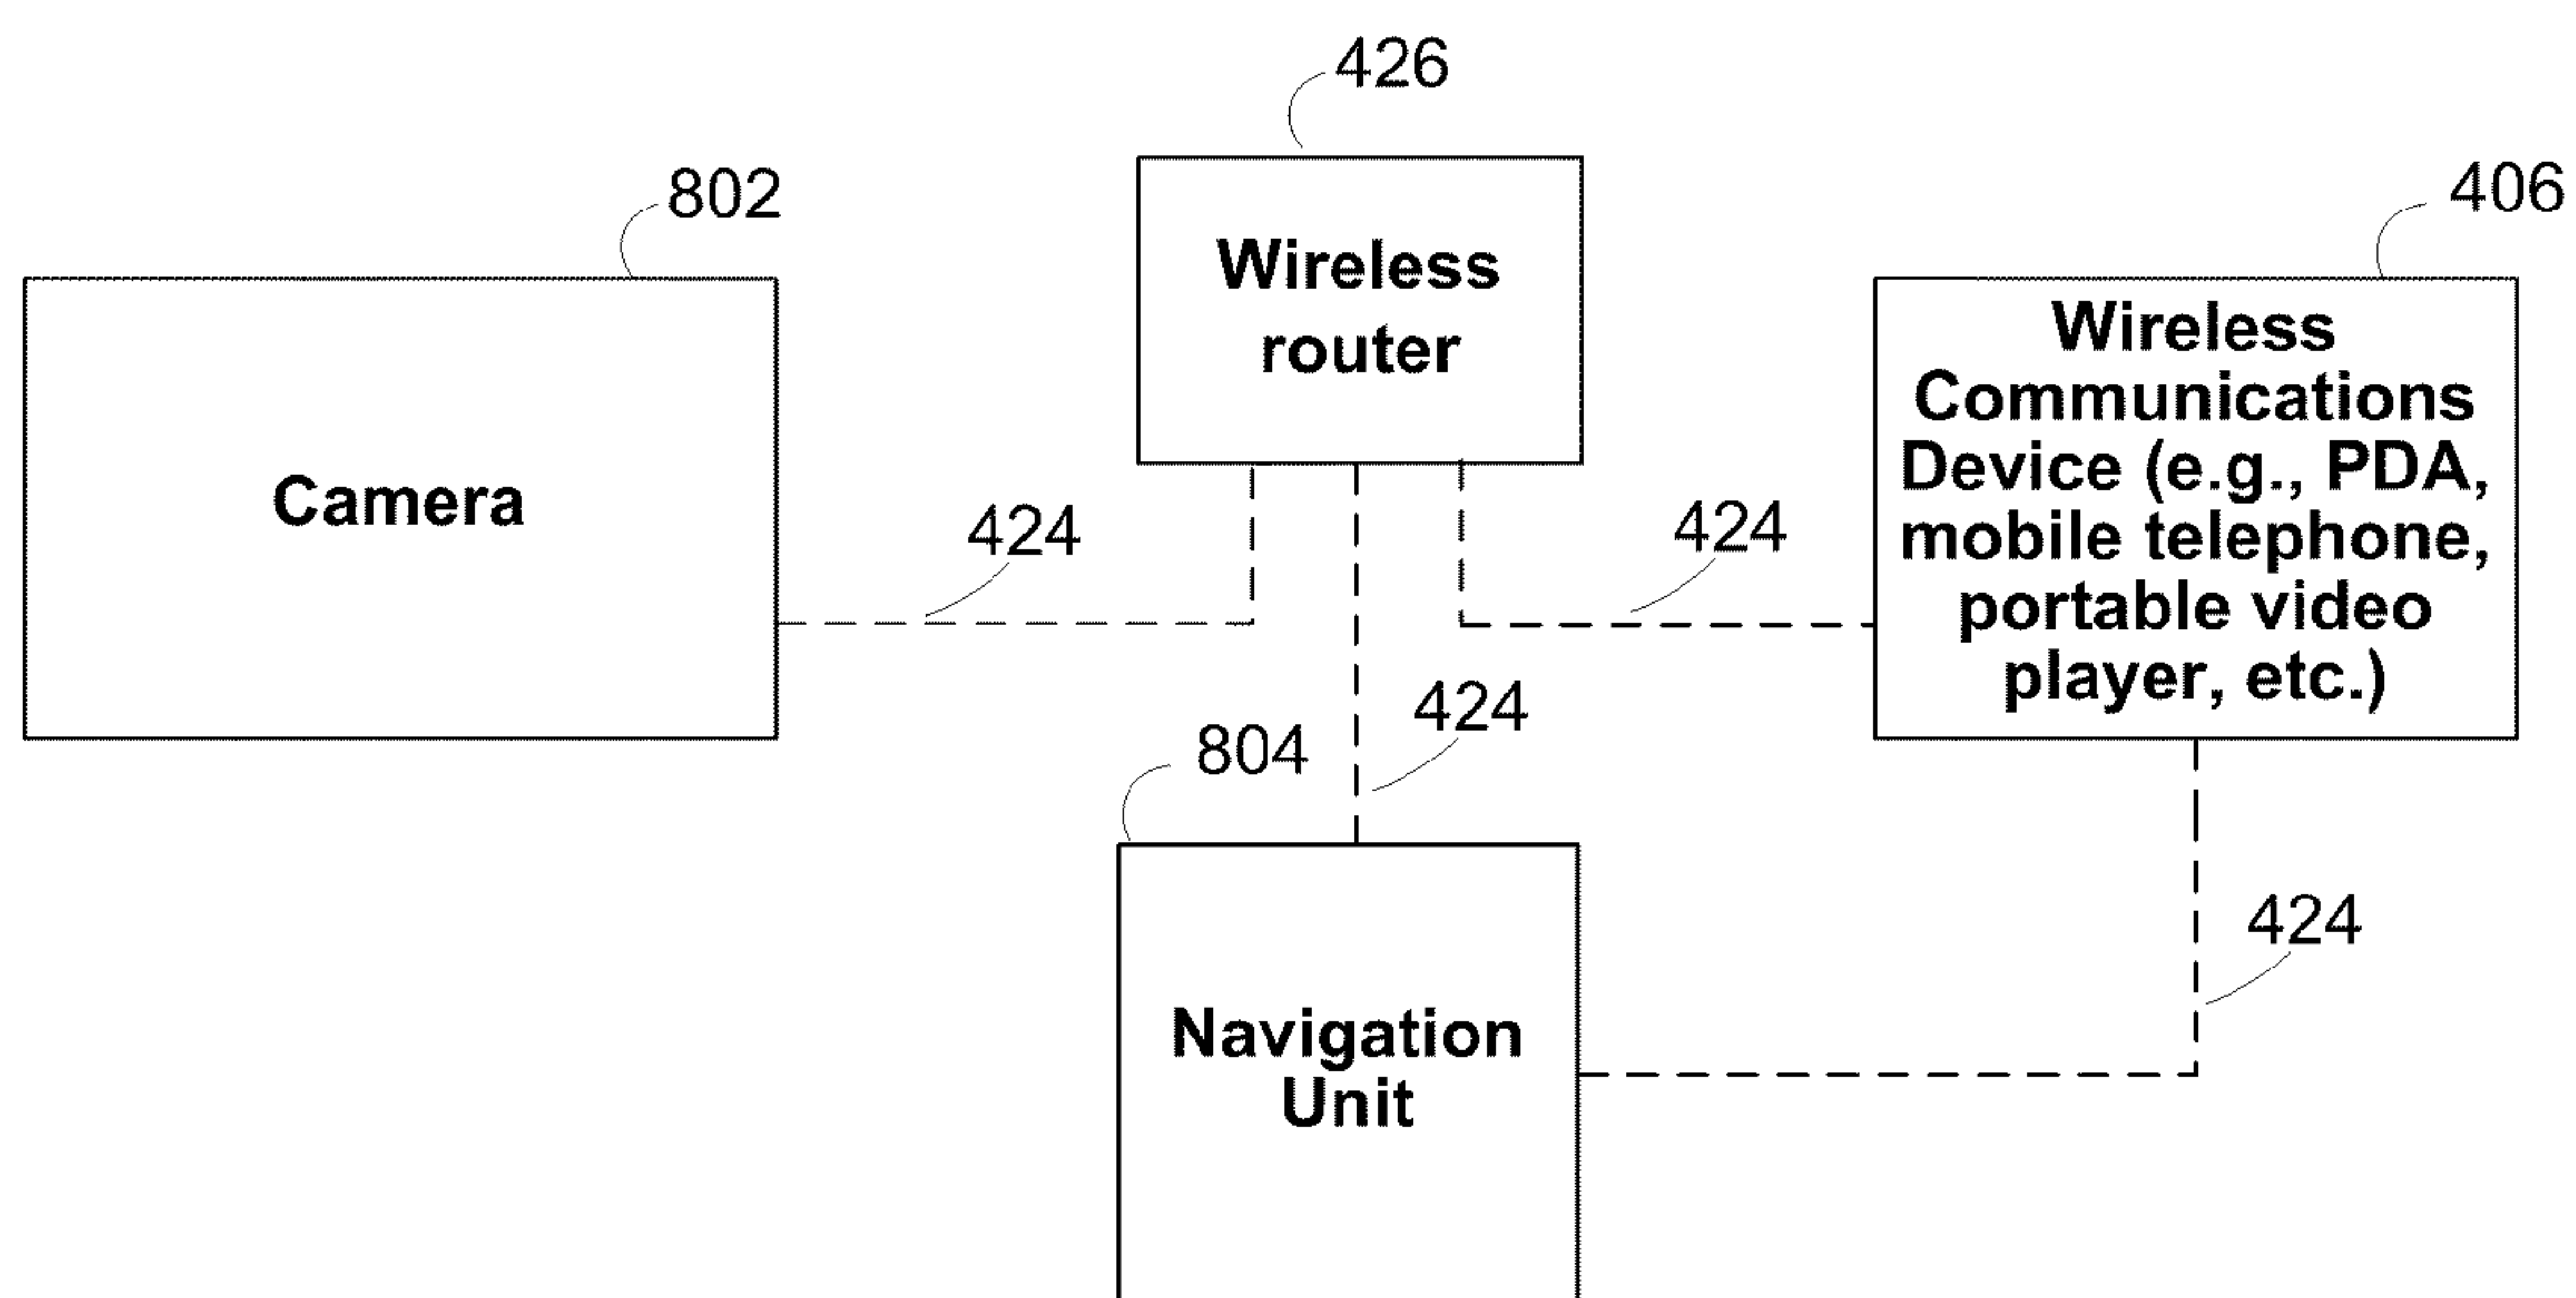 426
802
406
Wireless
router
Camera
Wireless
Communications
Device (e.g., PDA,
mobile telephone,
portable video
player, etc.)
424
424
424
804
424
Navigation
Unit